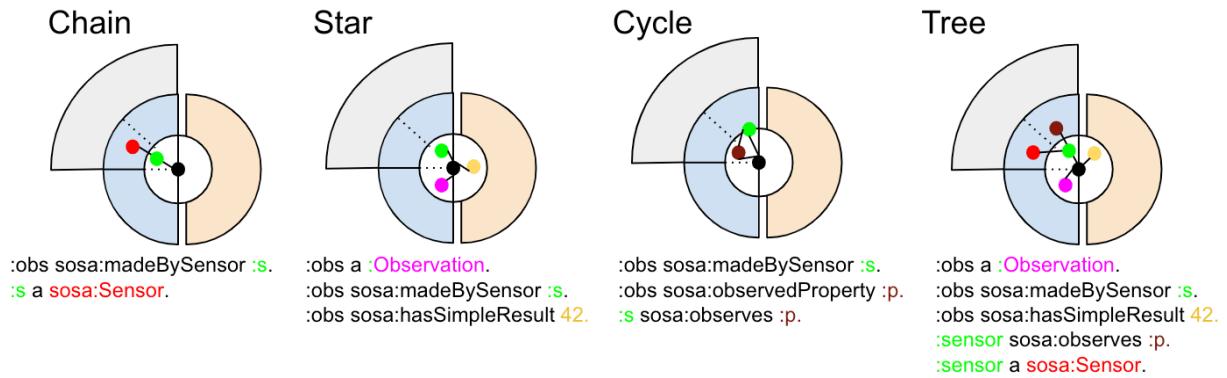 Chain
:obs sosa:madeBySensor :s.
:s a sosa:Sensor.
Star
:obs a :Observation.
:obs sosa:madeBySensor :s.
:obs sosa:hasSimpleResult 42.
Cycle
:obs sosa:madeBySensor :s.
:obs sosa:observedProperty :p.
:s sosa:observes :p.
Tree
:obs a :Observation.
:obs sosa:madeBySensor :s.
:obs sosa:hasSimpleResult 42.
:sensor sosa:observes :p.
:sensor a sosa:Sensor.